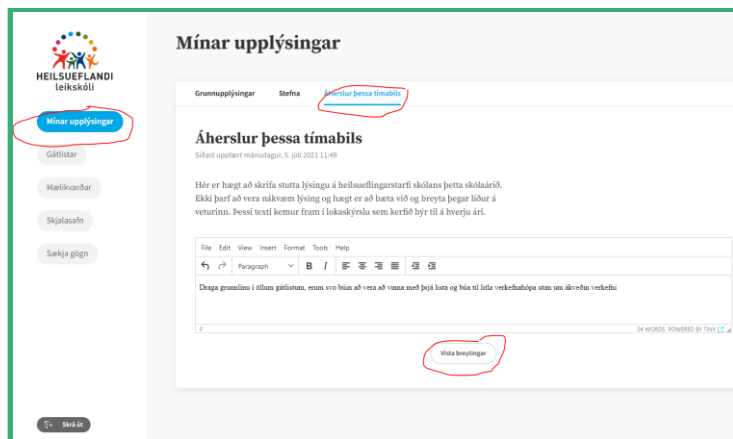 HEILSUEFLANDI
leikskóli
Mínar upplýsingar
Gátlistar
Mælikvarðar
Skjalasafn
Sækja gögn
Skrá út
Mínar upplýsingar
Grunnupplýsingar Stefna Áherslur þessa tímabils
Áherslur þessa tímabils
Síðast uppfært mánudagur, 5. júlí 2021 11:49
Hér er hægt að skrifa stutta lýsingu á heilsueflingarstarfi skólans þetta skólaárið.
Ekki þarf að vera nákvæm lýsing og hægt er að bæta við og breyta þegar líður á
veturinn. Þessi texti kemur fram í lokaskýrslu sem kerfið býr til á hverju ári.
File Edit View Insert Format Tools Help
Paragraph B I
Draga grunnlínu í öllum gátlistum, erum svo búin að vera að vinna með þrjá lista og búa til litla verkefnahópa utan um ákveðin verkefni
P 24 WORDS POWERED BY TINY
Vista breytingar